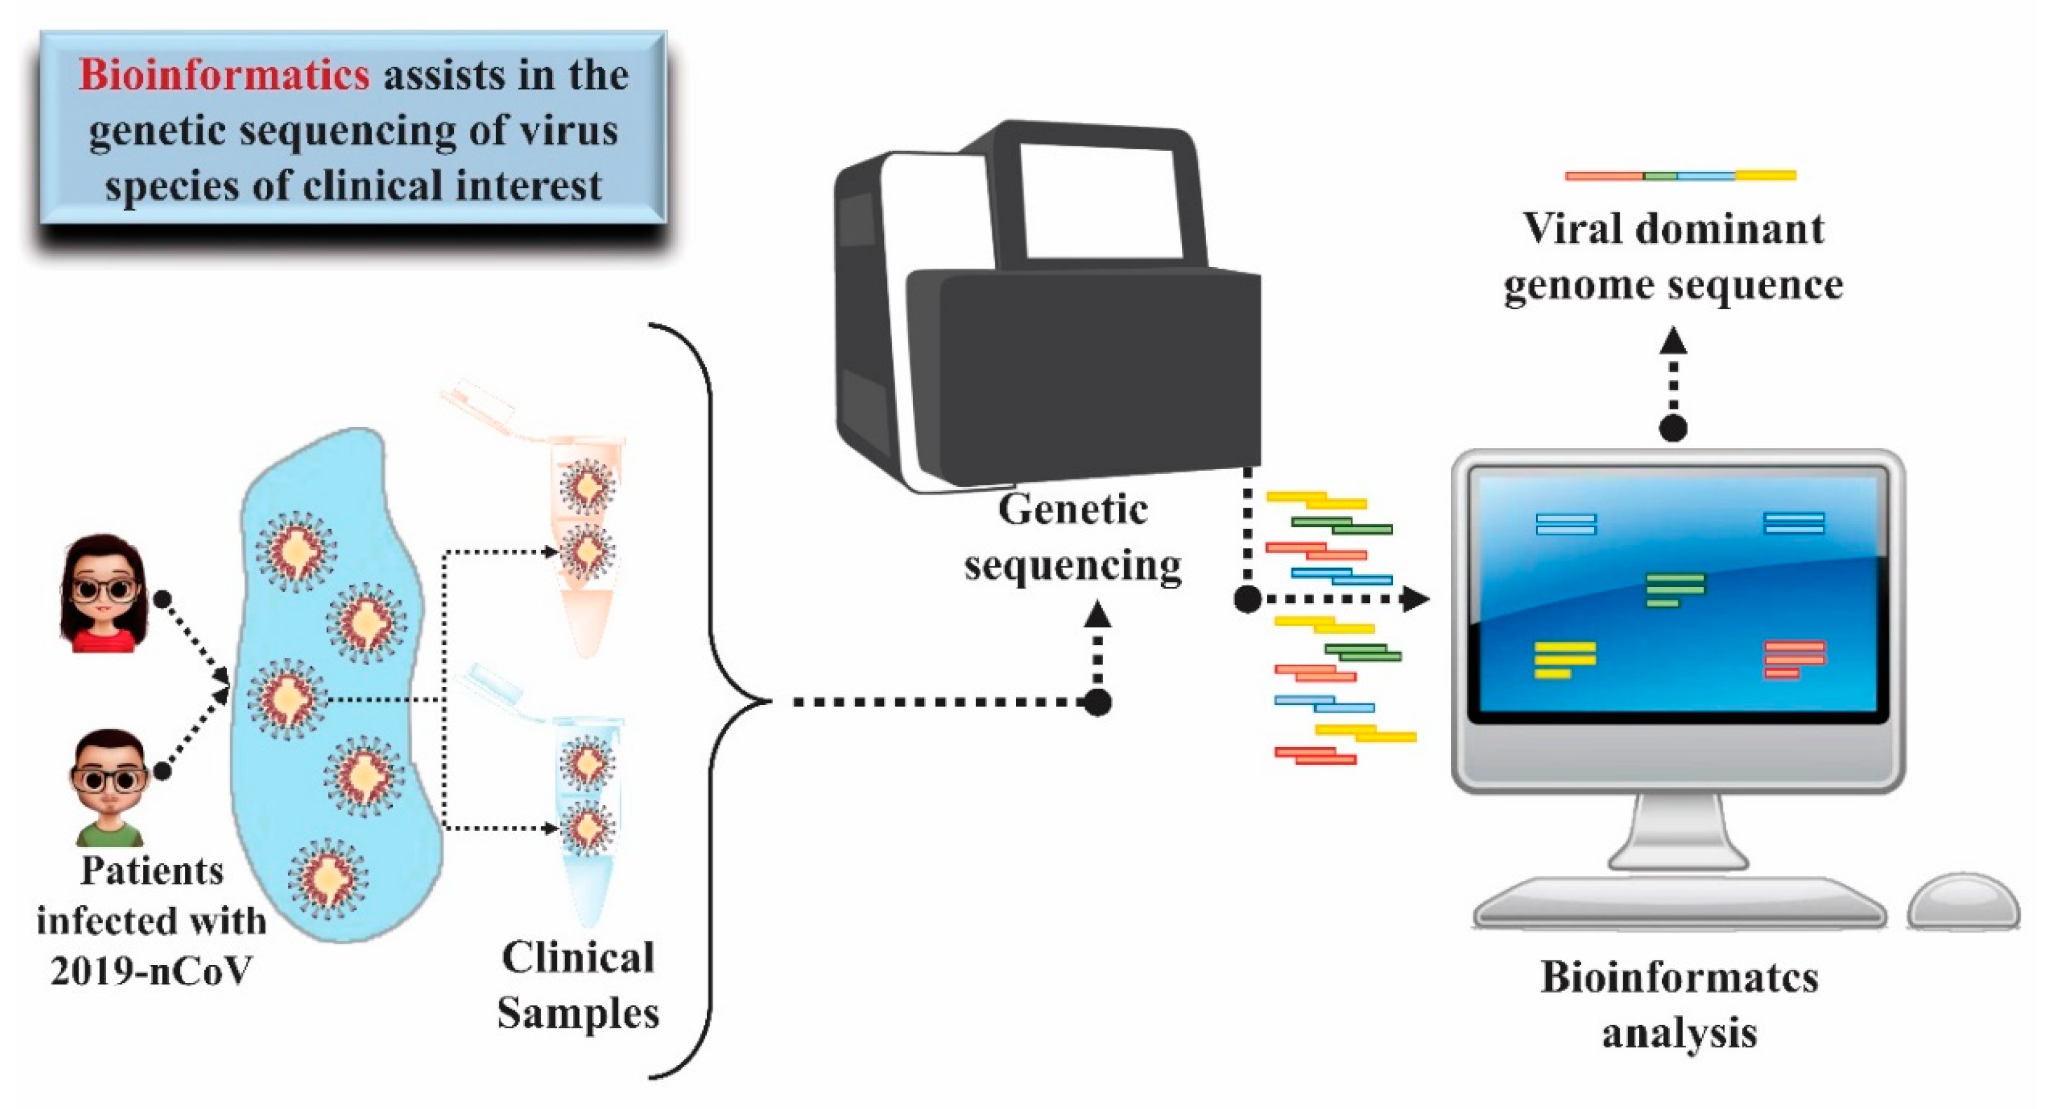 Bioinformatics assists in the
genetic sequencing of virus
species of clinical interest
Patients
infected with
2019-nCoV
Clinical
Samples
Genetic
sequencing
Viral dominant
genome sequence
Bioinformatcs
analysis